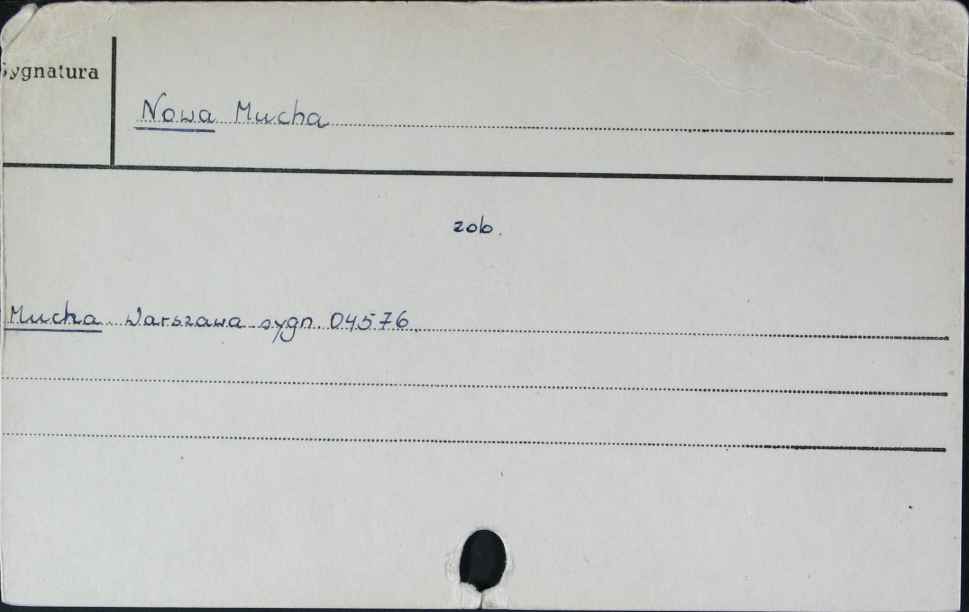 Sygnatura
Nowa Mucha
zob.
Mucha Warszawa sygn. 04576